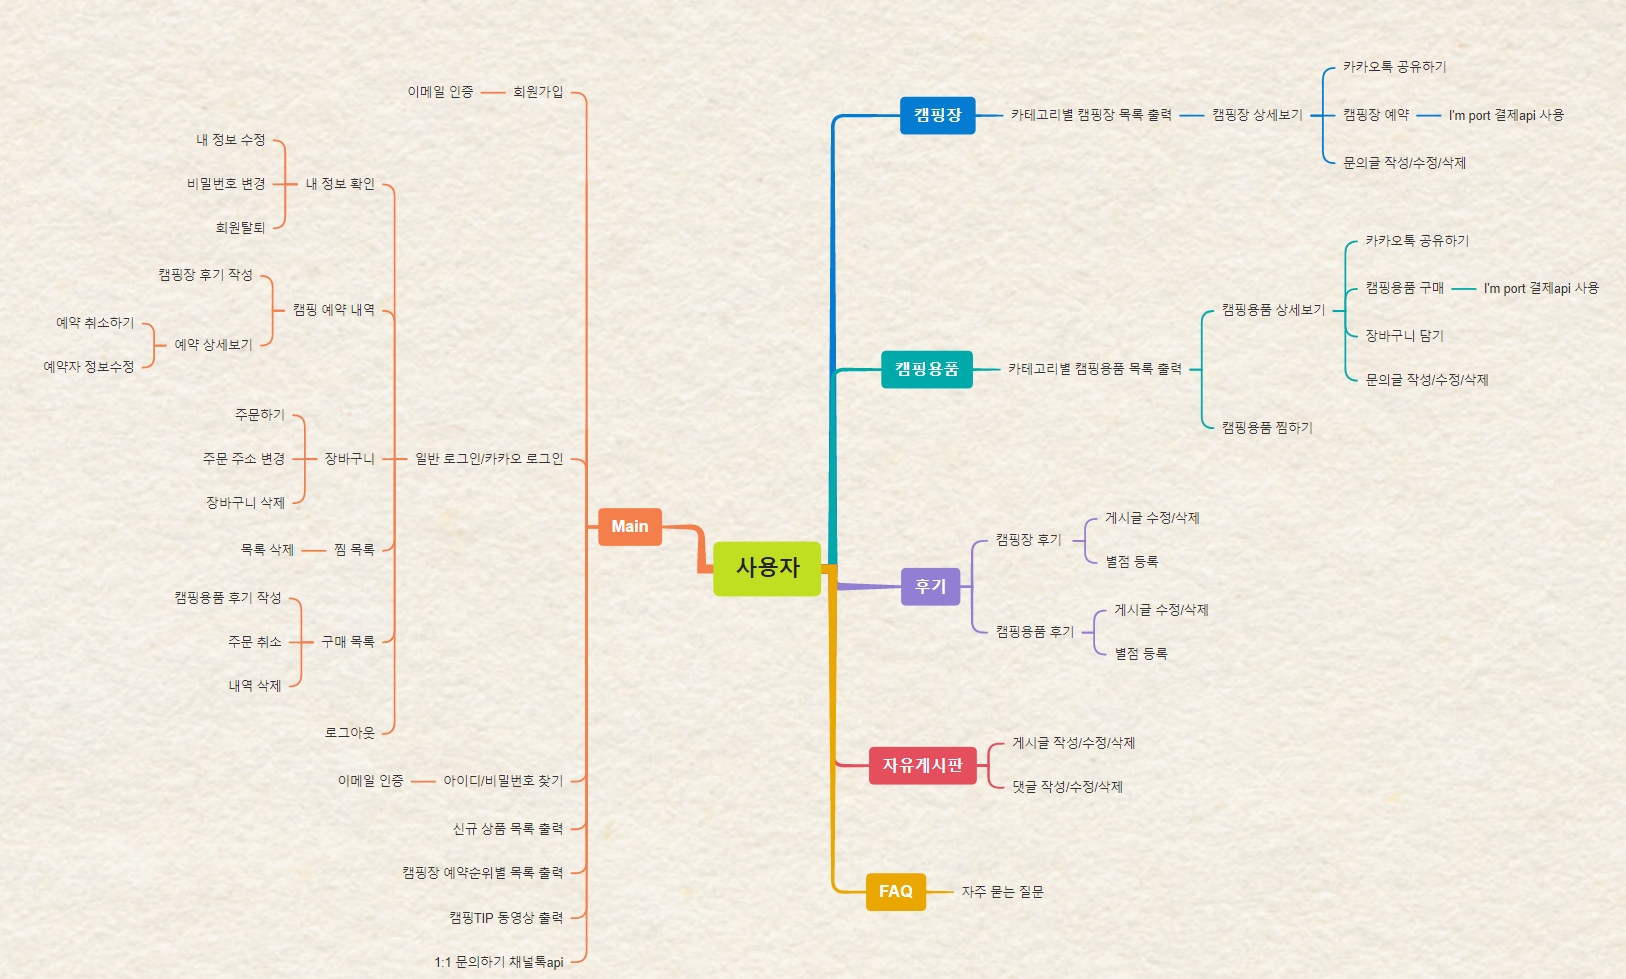 사용자
Main
회원가입
이메일 인증
일반 로그인/카카오 로그인
내 정보 확인
내 정보 수정
비밀번호 변경
회원탈퇴
캠핑 예약 내역
캠핑장 후기 작성
예약 상세보기
예약 취소하기
예약자 정보수정
장바구니
주문하기
주문 주소 변경
장바구니 삭제
찜 목록
목록 삭제
구매 목록
캠핑용품 후기 작성
주문 취소
내역 삭제
로그아웃
아이디/비밀번호 찾기
이메일 인증
신규 상품 목록 출력
캠핑장 예약순위별 목록 출력
캠핑TIP 동영상 출력
1:1 문의하기 채널톡api
캠핑장
카테고리별 캠핑장 목록 출력
캠핑장 상세보기
카카오톡 공유하기
캠핑장 예약
I'm port 결제api 사용
문의글 작성/수정/삭제
캠핑용품
카테고리별 캠핑용품 목록 출력
캠핑용품 상세보기
카카오톡 공유하기
캠핑용품 구매
I'm port 결제api 사용
장바구니 담기
문의글 작성/수정/삭제
캠핑용품 찜하기
후기
캠핑장 후기
게시글 수정/삭제
별점 등록
캠핑용품 후기
게시글 수정/삭제
별점 등록
자유게시판
게시글 작성/수정/삭제
댓글 작성/수정/삭제
FAQ
자주 묻는 질문